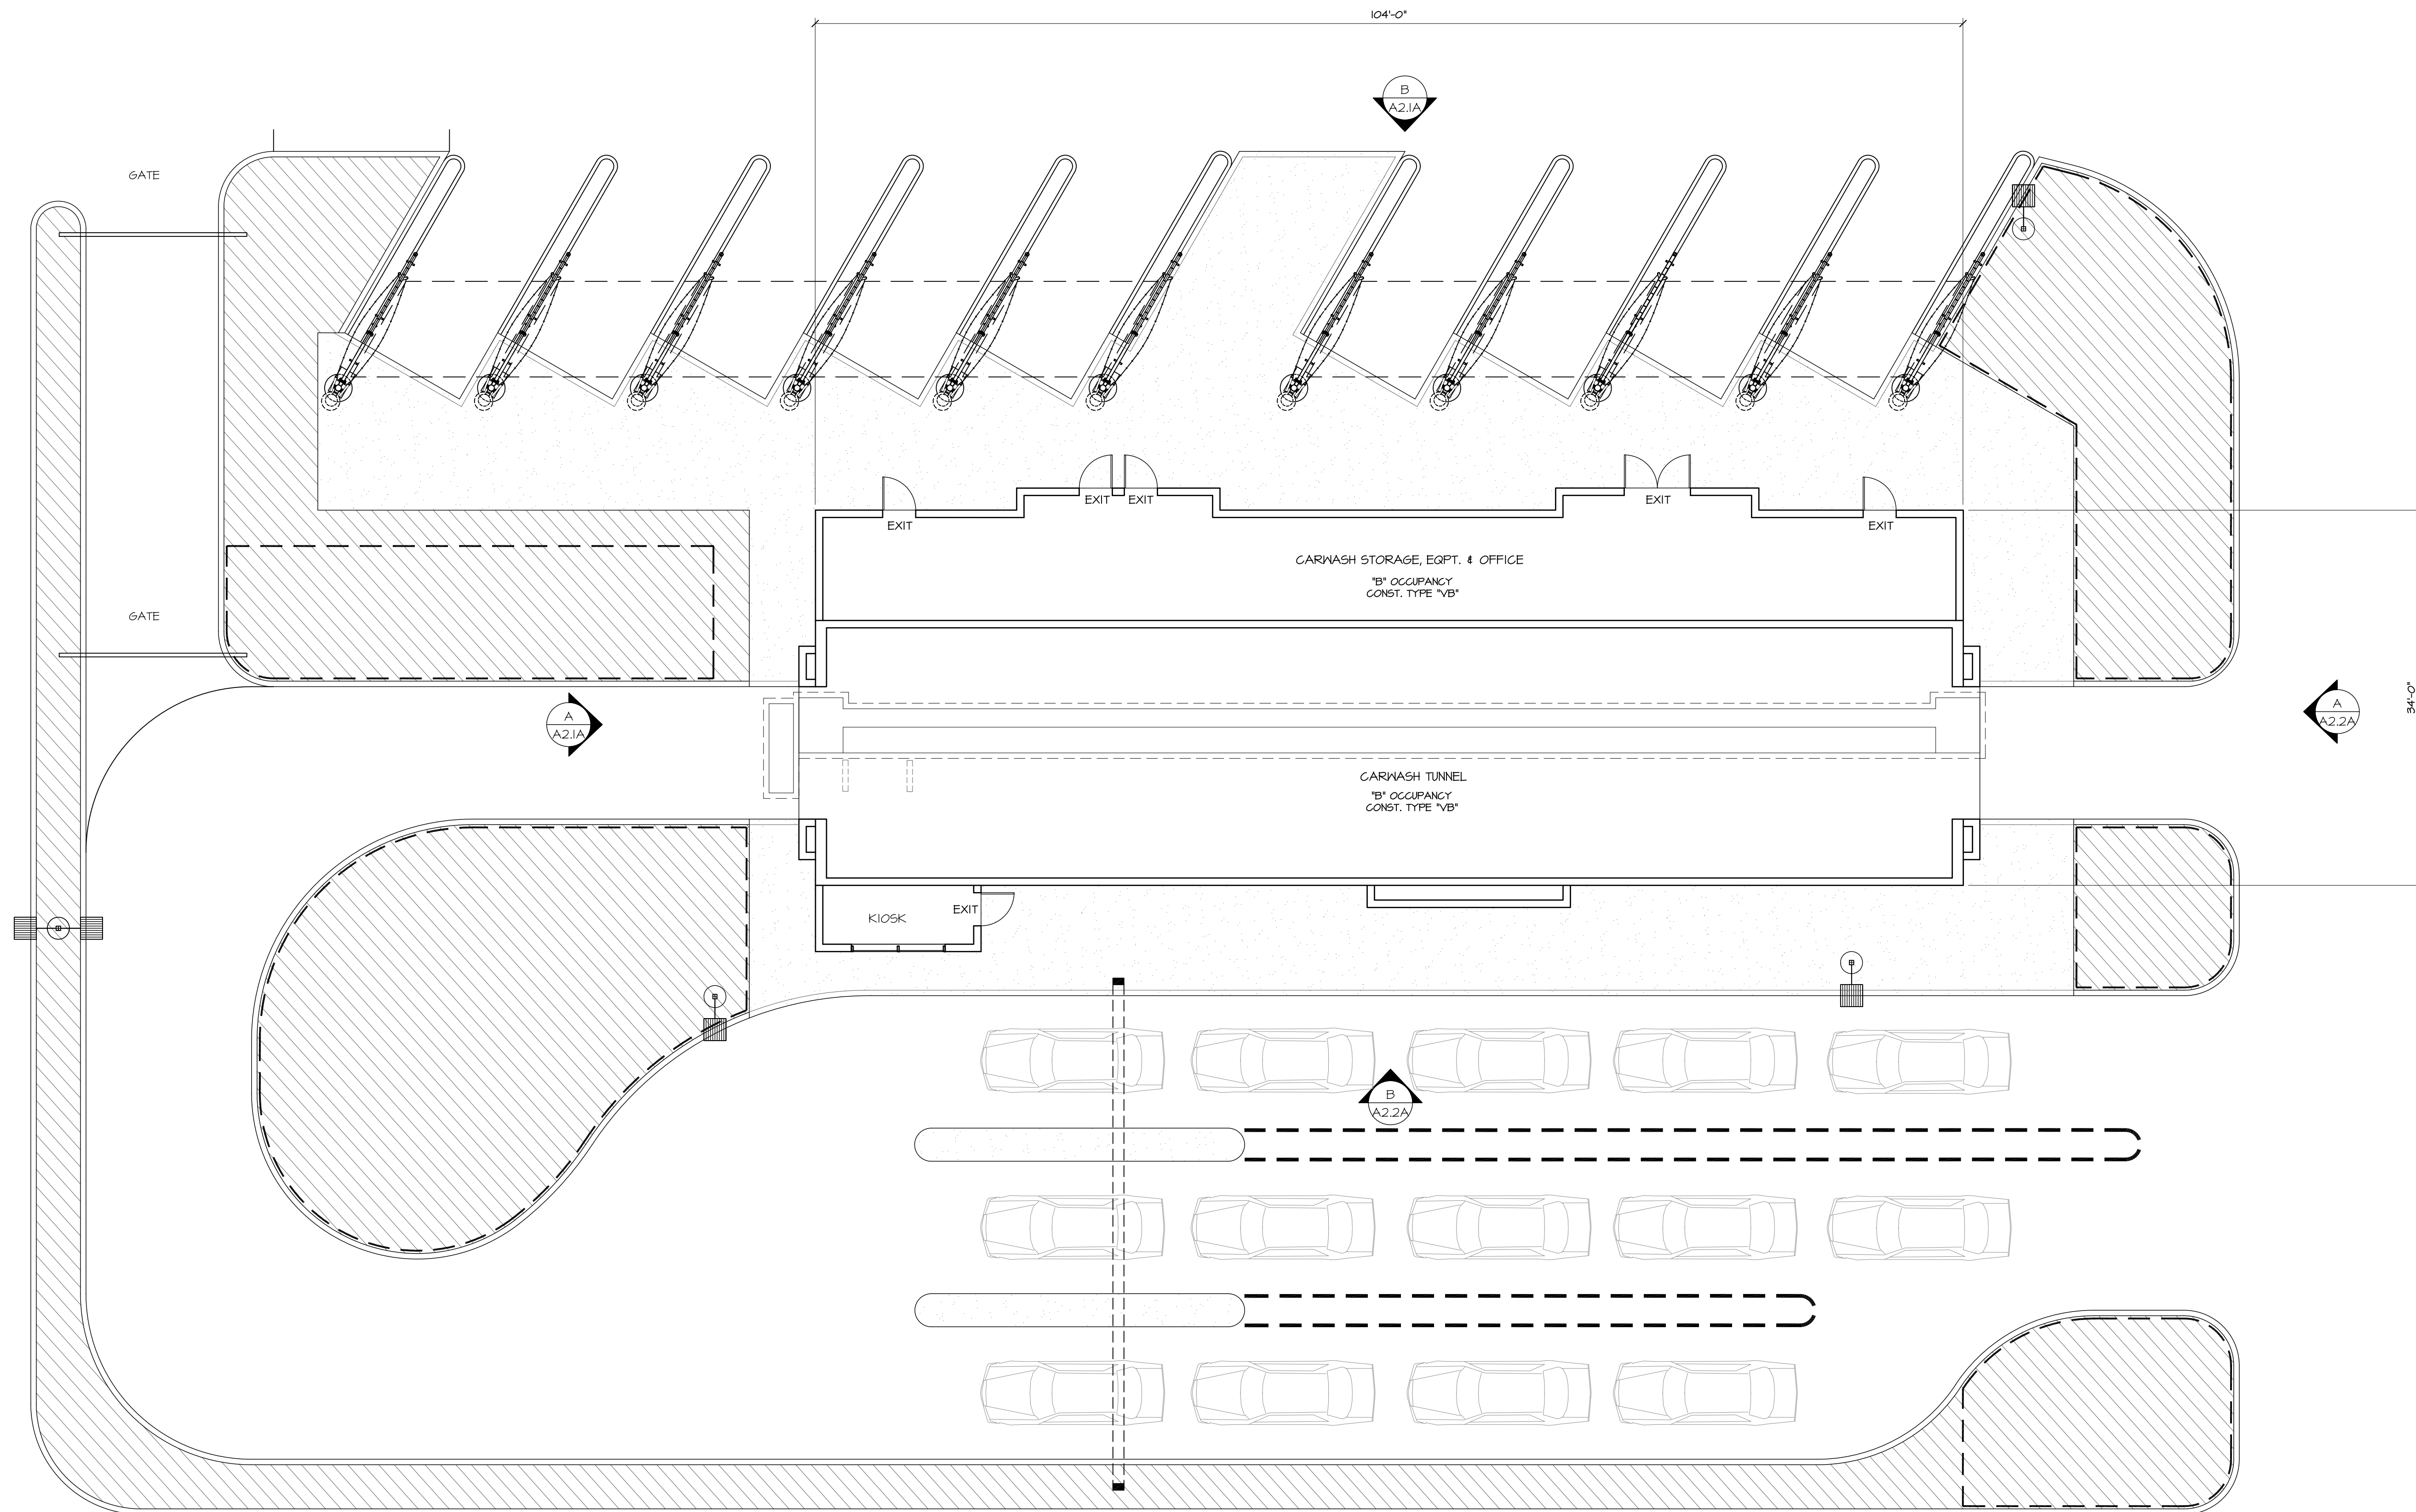 104'-0"
B
A2.1A
GATE
EXIT
EXIT
EXIT
EXIT
EXIT
CARWASH STORAGE, EQPT. & OFFICE
"B" OCCUPANCY
CONST. TYPE "VB"
GATE
A
A2.1A
A
A2.2A
34'-0"
CARWASH TUNNEL
"B" OCCUPANCY
CONST. TYPE "VB"
KIOSK
EXIT
B
A2.2A